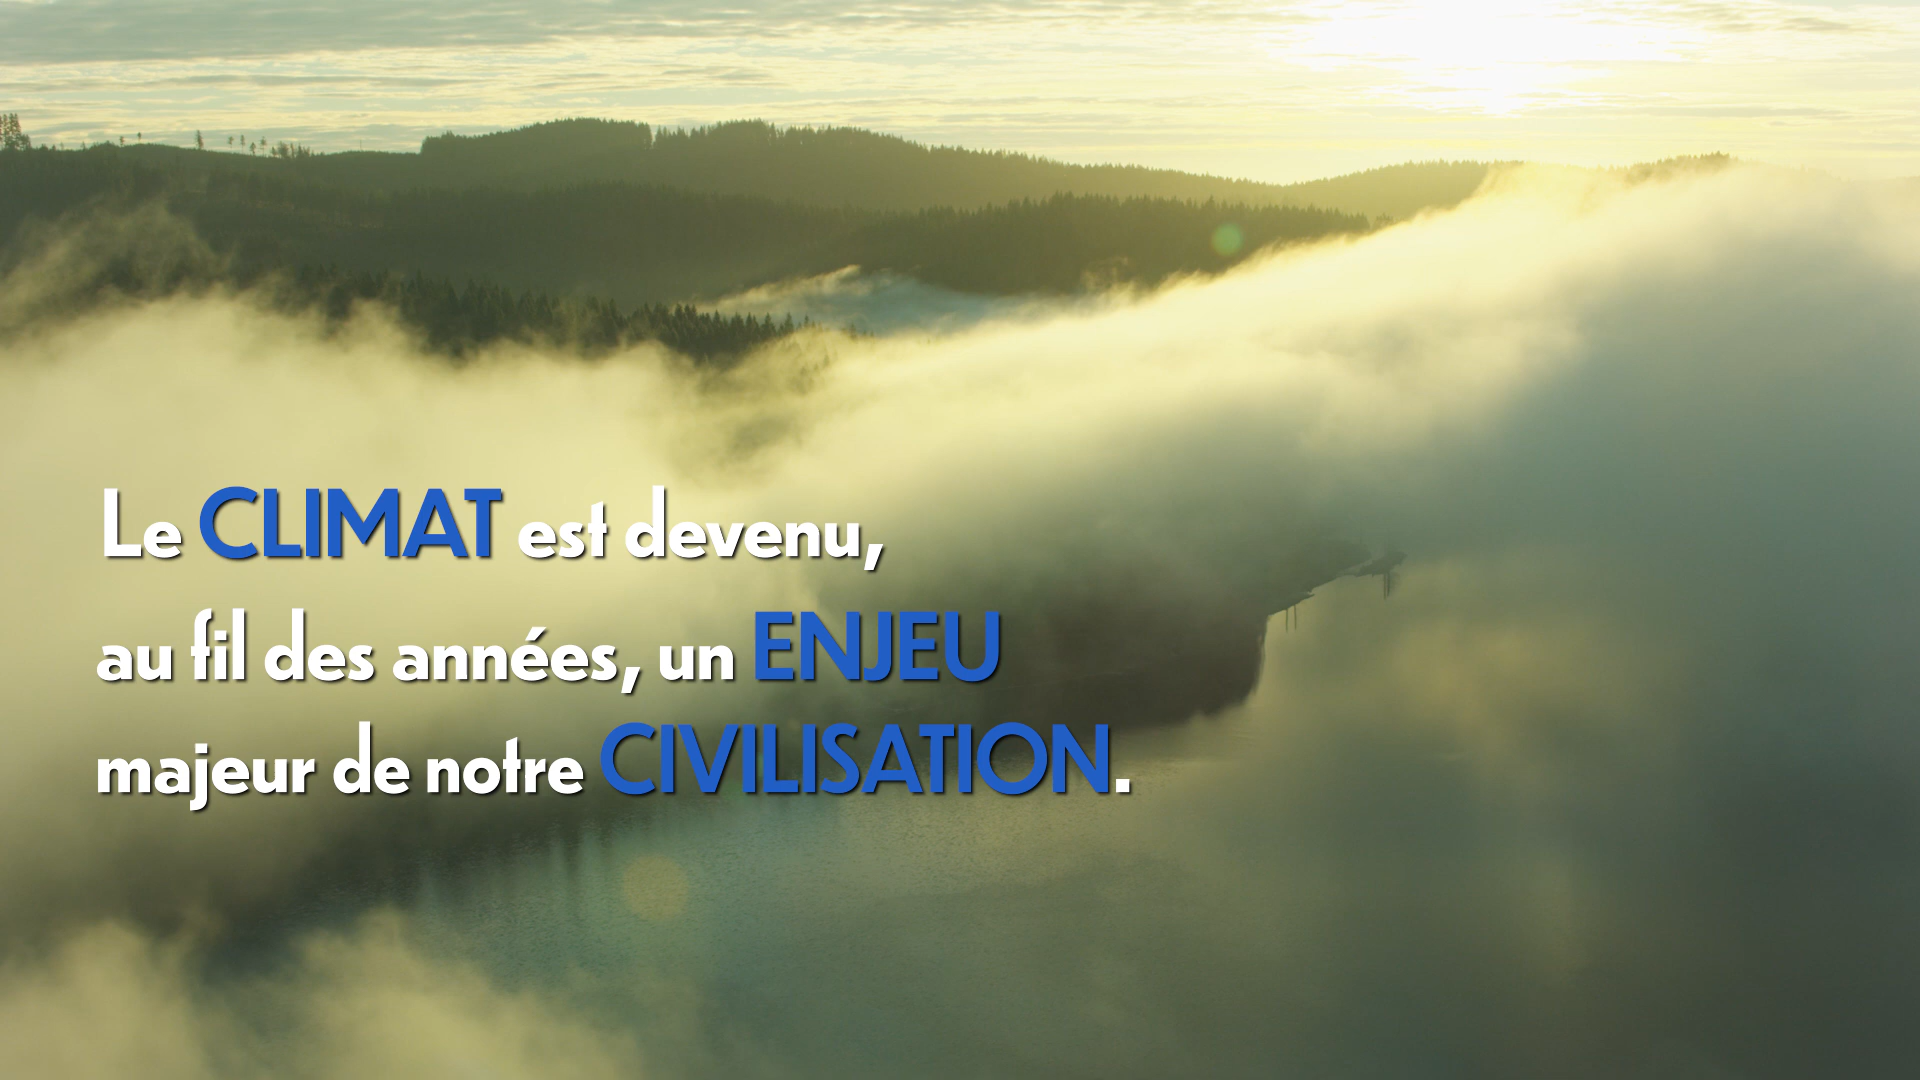 Le CLIMAT est devenu,
au fil des années, un ENJEU
majeur de notre CIVILISATION.